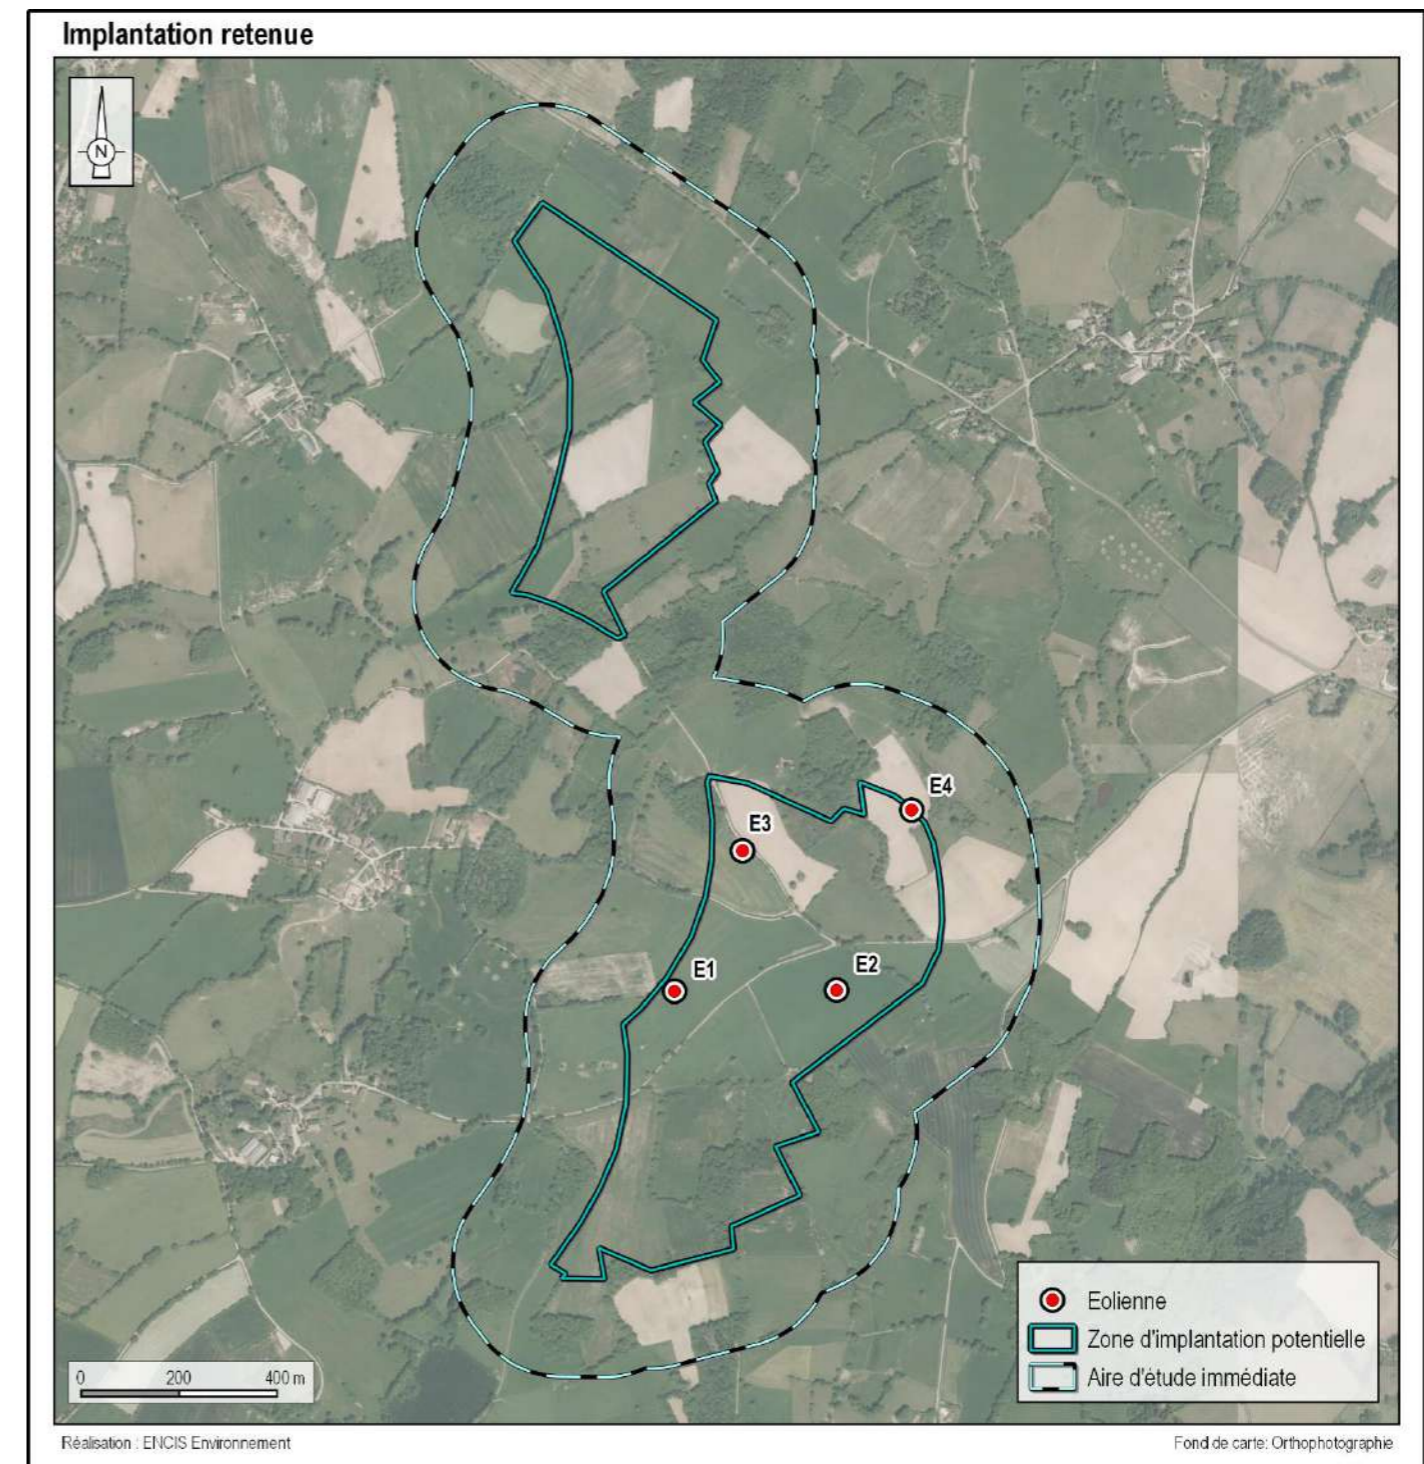 Implantation retenue
N
E4
E3
E1
E2
Eolienne
Zone d'implantation potentielle
Aire d'étude immédiate
0 200 400 m
Réalisation : ENCIS Environnement
Fond de carte: Orthophotographie